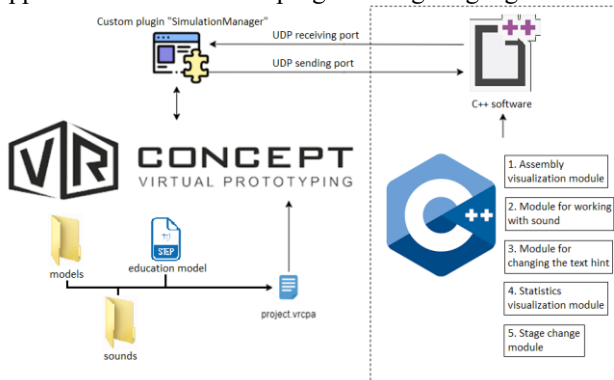 Custom plugin "SimulationManager"
UDP receiving port
UDP sending port
++
C++ software
VR CONCEPT
VIRTUAL PROTOTYPING
C++
1. Assembly
visualization module
2. Module for
working with sound
3. Module for
changing the text hint
4. Statistics
visualization module
5. Stage change
module
models
education model
STEP
sounds
project.vrcpa